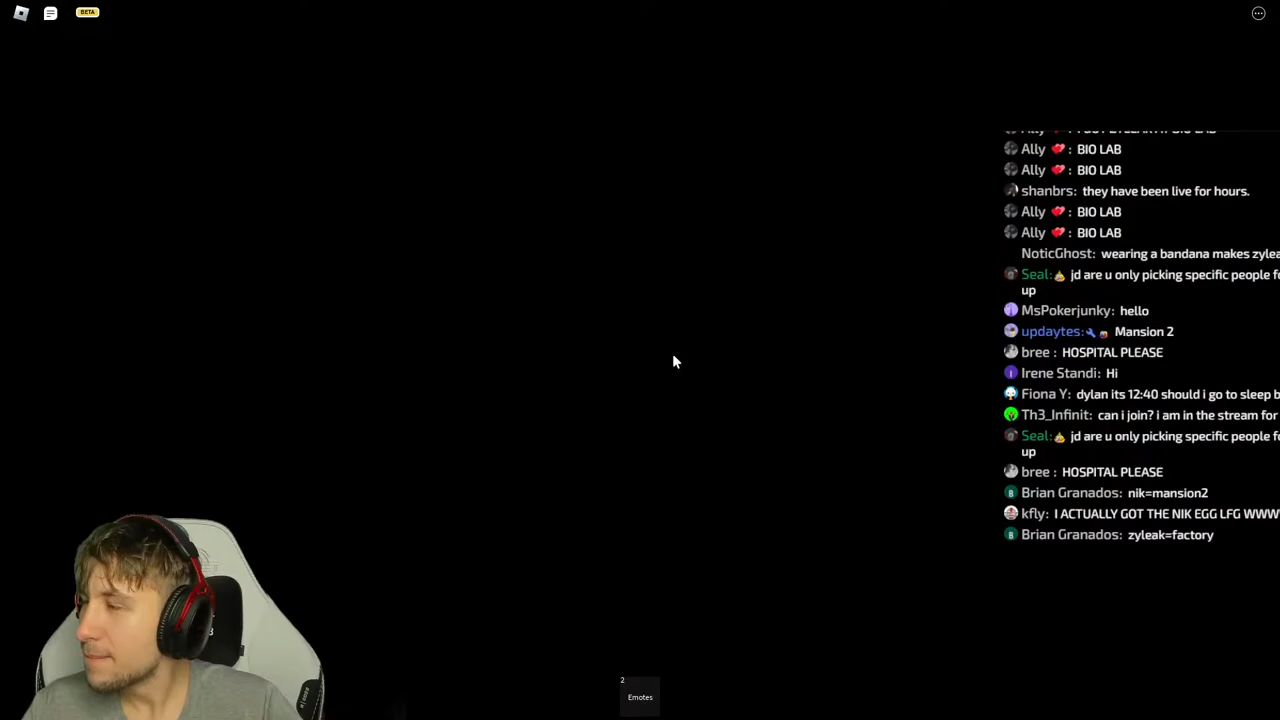 BETA
Ally : BIO LAB
Ally : BIO LAB
shanbrs: they have been live for hours.
Ally : BIO LAB
Ally : BIO LAB
NoticGhost: wearing a bandana makes
Seal: jd are u only picking specific people
up
MsPokerjunky: hello
updaytes: Mansion 2
bree : HOSPITAL PLEASE
Irene Standi: Hi
Fiona Y: dylan its 12:40 should i go to sleep
Th3_Infinit: can i join? i am in the stream for
Seal: jd are u only picking specific people
up
bree : HOSPITAL PLEASE
B Brian Granados: nik=mansion2
kfly: I ACTUALLY GOT THE NIK EGG LFG
B Brian Granados: zyleak=factory
2
Emotes